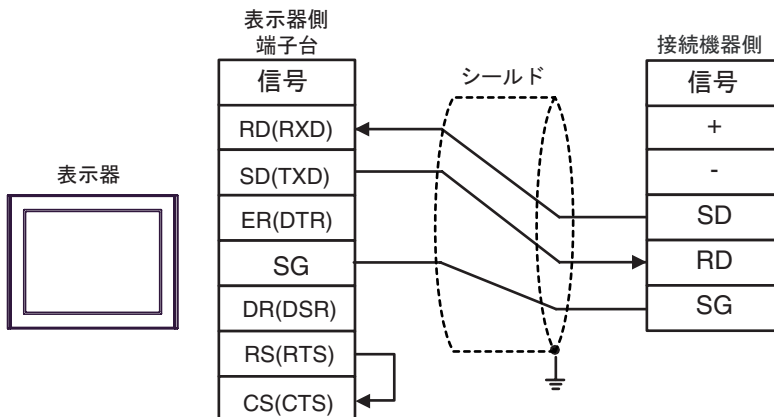 表示器
表示器側
端子台
信号
RD(RXD)
SD(TXD)
ER(DTR)
SG
DR(DSR)
RS(RTS)
CS(CTS)
シールド
接続機器側
信号
+
-
SD
RD
SG